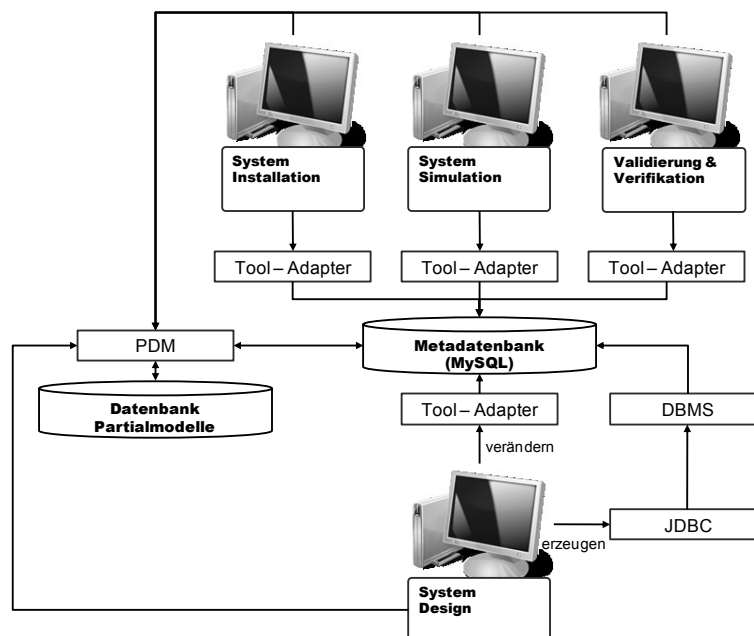 System
Installation
System
Simulation
Validierung &
Verifikation
Tool – Adapter
Tool – Adapter
Tool – Adapter
PDM
Metadatenbank
(MySQL)
Datenbank
Partialmodelle
Tool – Adapter
DBMS
verändern
JDBC
erzeugen
System
Design